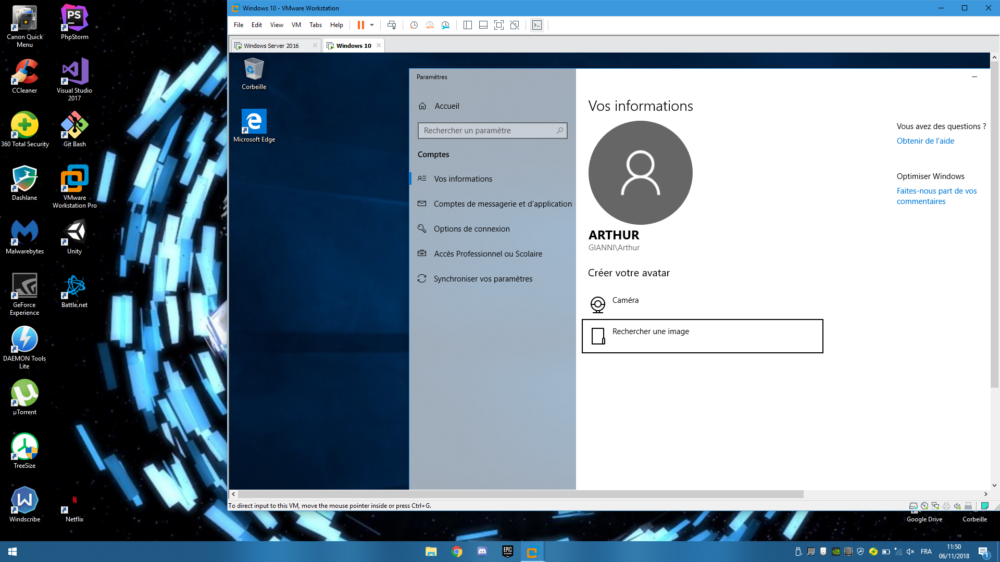 Canon Quick
Menu
PhpStorm
CCleaner
Visual Studio
2017
360 Total Security
Git Bash
Dashlane
VMware
Workstation Pro
Malwarebytes
Unity
GeForce
Experience
Battle.net
DAEMON Tools
Lite
µTorrent
TreeSize
Windscribe
Netflix
Windows 10 - VMware Workstation
File Edit View VM Tabs Help
Windows Server 2016
Windows 10
Corbeille
Microsoft Edge
Paramètres
Accueil
Rechercher un paramètre
Comptes
Vos informations
Comptes de messagerie et d’application
Options de connexion
Accès Professionnel ou Scolaire
Synchroniser vos paramètres
Vos informations
ARTHUR
GIANNI\Arthur
Créer votre avatar
Caméra
Rechercher une image
Vous avez des questions ?
Obtenir de l’aide
Optimiser Windows
Faites-nous part de vos
commentaires
To direct input to this VM, move the mouse pointer inside or press Ctrl+G.
Google Drive
Corbeille
EPIC
GAMES
FRA
11:50
06/11/2018
1